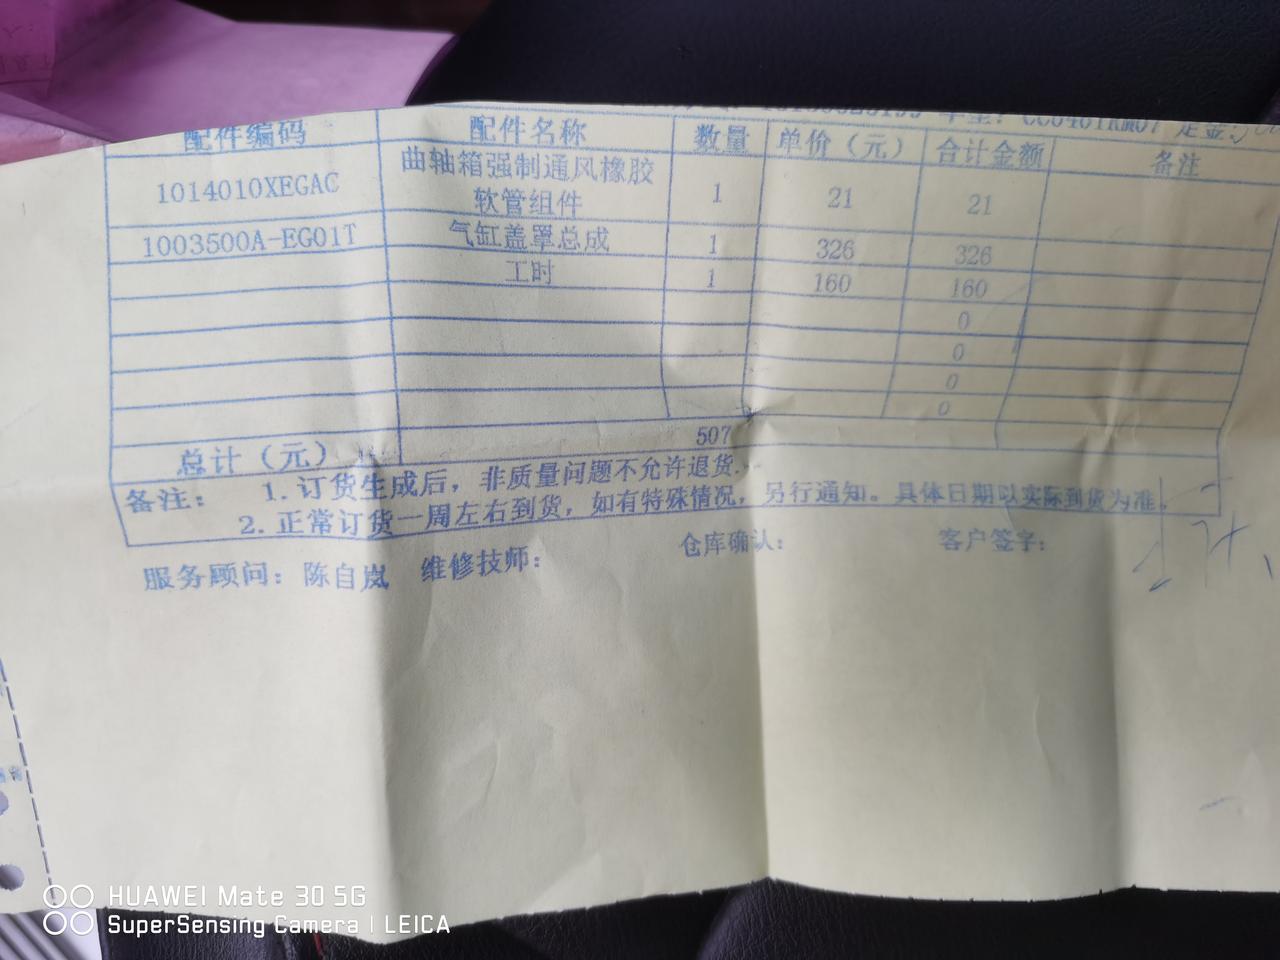 配件编码 配件名称 数量 单价（元） 合计金额 备注
1014010XEGAC 曲轴箱强制通风橡胶 1 21 21
软管组件
1003500A-EG01T 气缸盖罩总成 1 326 326
工时 1 160 160
0
0
0
0
总计（元） 507
备注： 1.订货生成后，非质量问题不允许退货.
2.正常订货一周左右到货，如有特殊情况，另行通知。具体日期以实际到货为准。
服务顾问：陈自岚 维修技师： 仓库确认： 客户签字：
HUAWEI Mate 30 5G
SuperSensing Camera | LEICA